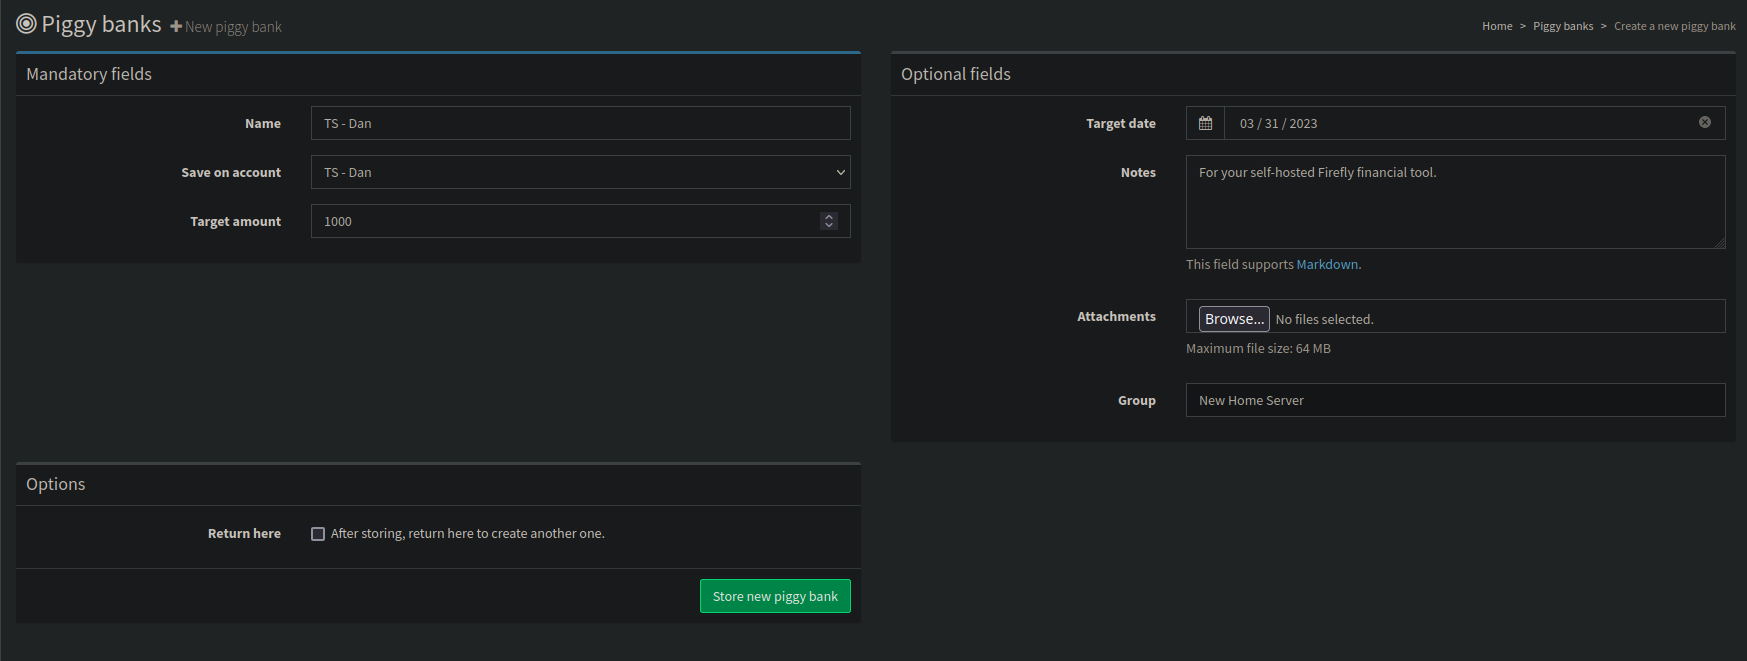 Piggy banks New piggy bank
Home > Piggy banks > Create a new piggy bank
Mandatory fields
Name TS - Dan
Save on account TS - Dan
Target amount 1000
Optional fields
Target date 03 / 31 / 2023
Notes For your self-hosted Firefly financial tool.
This field supports Markdown.
Attachments Browse... No files selected.
Maximum file size: 64 MB
Group New Home Server
Options
Return here After storing, return here to create another one.
Store new piggy bank